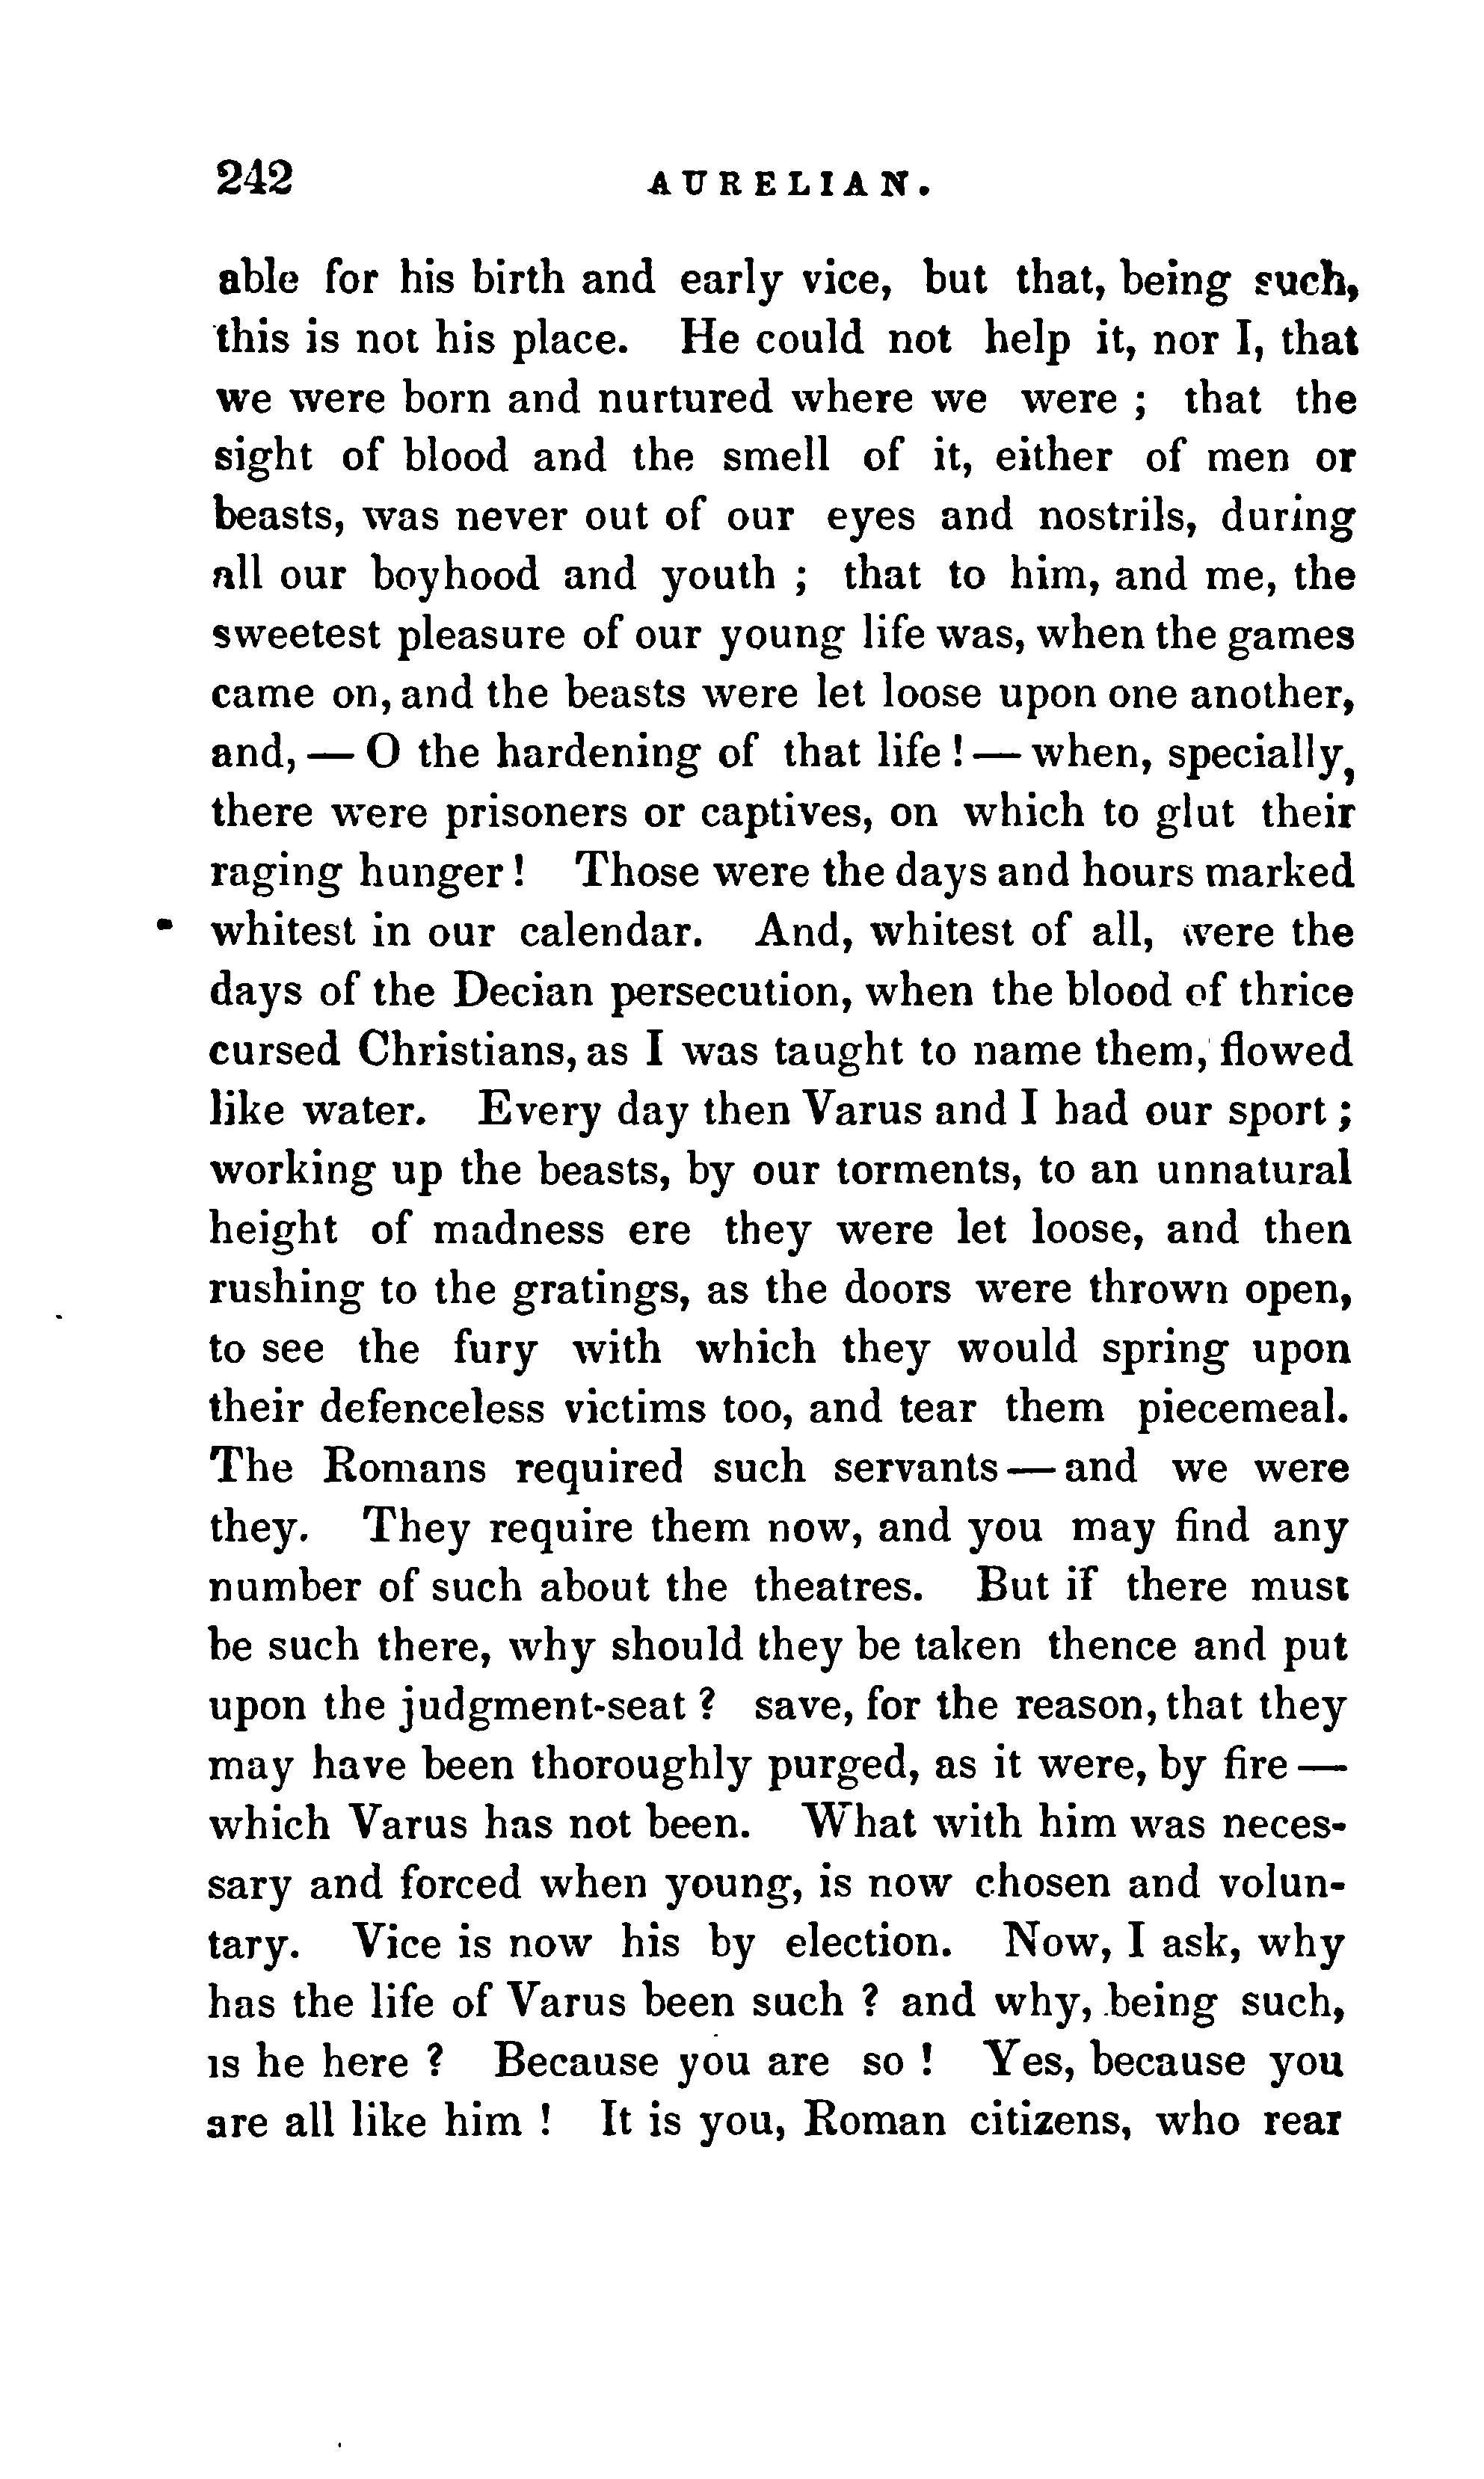 242 AURELIAN.
able for his birth and early vice, but that, being such,
this is not his place. He could not help it, nor I, that
we were born and nurtured where we were ; that the
sight of blood and the smell of it, either of men or
beasts, was never out of our eyes and nostrils, during
all our boyhood and youth ; that to him, and me, the
sweetest pleasure of our young life was, when the games
came on, and the beasts were let loose upon one another,
and, — O the hardening of that life ! — when, specially,
there were prisoners or captives, on which to glut their
raging hunger ! Those were the days and hours marked
whitest in our calendar. And, whitest of all, were the
days of the Decian persecution, when the blood of thrice
cursed Christians, as I was taught to name them, flowed
like water. Every day then Varus and I had our sport ;
working up the beasts, by our torments, to an unnatural
height of madness ere they were let loose, and then
rushing to the gratings, as the doors were thrown open,
to see the fury with which they would spring upon
their defenceless victims too, and tear them piecemeal.
The Romans required such servants — and we were
they. They require them now, and you may find any
number of such about the theatres. But if there must
be such there, why should they be taken thence and put
upon the judgment-seat ? save, for the reason, that they
may have been thoroughly purged, as it were, by fire —
which Varus has not been. What with him was neces-
sary and forced when young, is now chosen and volun-
tary. Vice is now his by election. Now, I ask, why
has the life of Varus been such ? and why, being such,
is he here ? Because you are so ! Yes, because you
are all like him ! It is you, Roman citizens, who rear